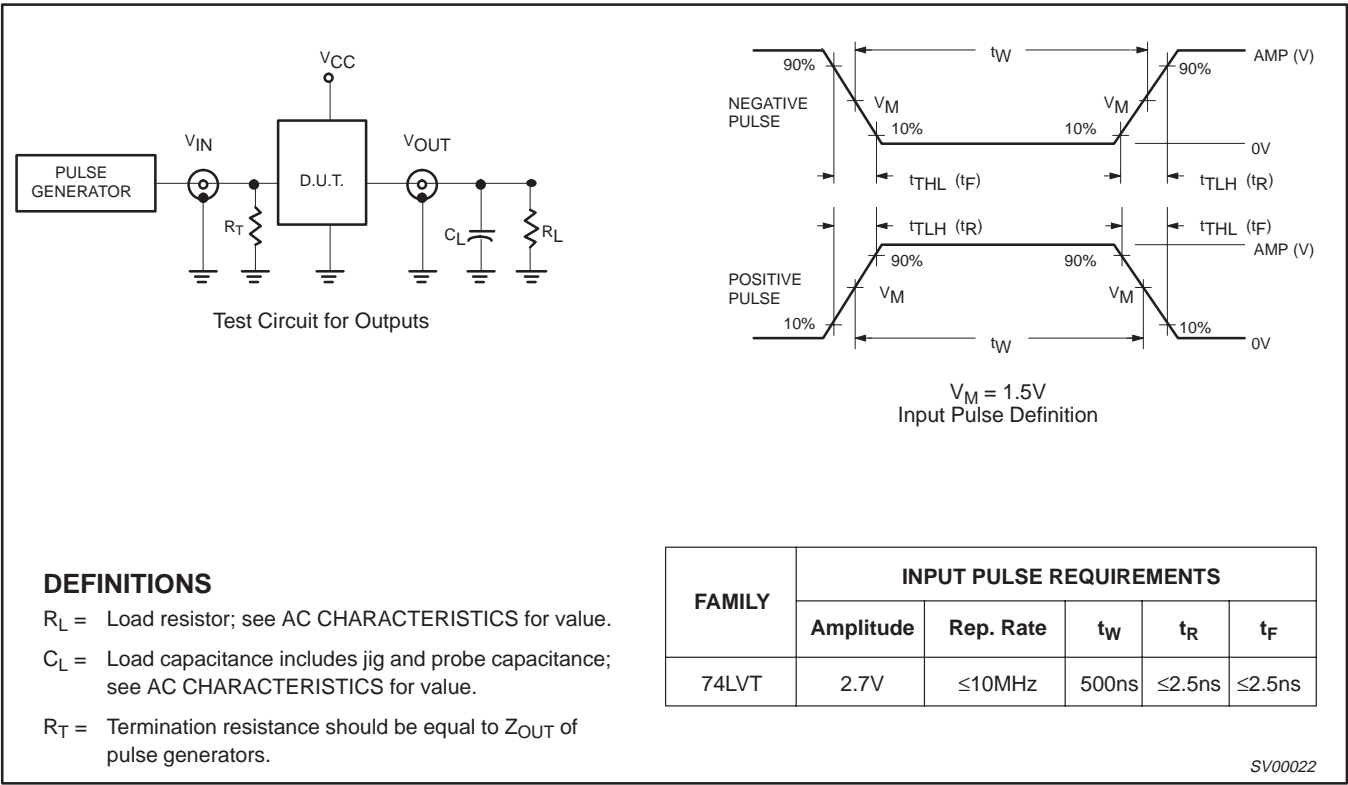 VCC
VIN
VOUT
PULSE
GENERATOR
D.U.T.
RT
CL
RL
Test Circuit for Outputs
90%
tW
90%
AMP (V)
NEGATIVE
PULSE
VM
VM
10%
10%
0V
tTHL (tF)
tTLH (tR)
tTLH (tR)
tTHL (tF)
AMP (V)
90%
90%
POSITIVE
PULSE
VM
VM
10%
10%
tW
0V
VM = 1.5V
Input Pulse Definition
DEFINITIONS
RL = Load resistor; see AC CHARACTERISTICS for value.
CL = Load capacitance includes jig and probe capacitance;
see AC CHARACTERISTICS for value.
RT = Termination resistance should be equal to ZOUT of
pulse generators.
FAMILY
INPUT PULSE REQUIREMENTS
Amplitude Rep. Rate tW tR tF
74LVT 2.7V ≤10MHz 500ns ≤2.5ns ≤2.5ns
SV00022